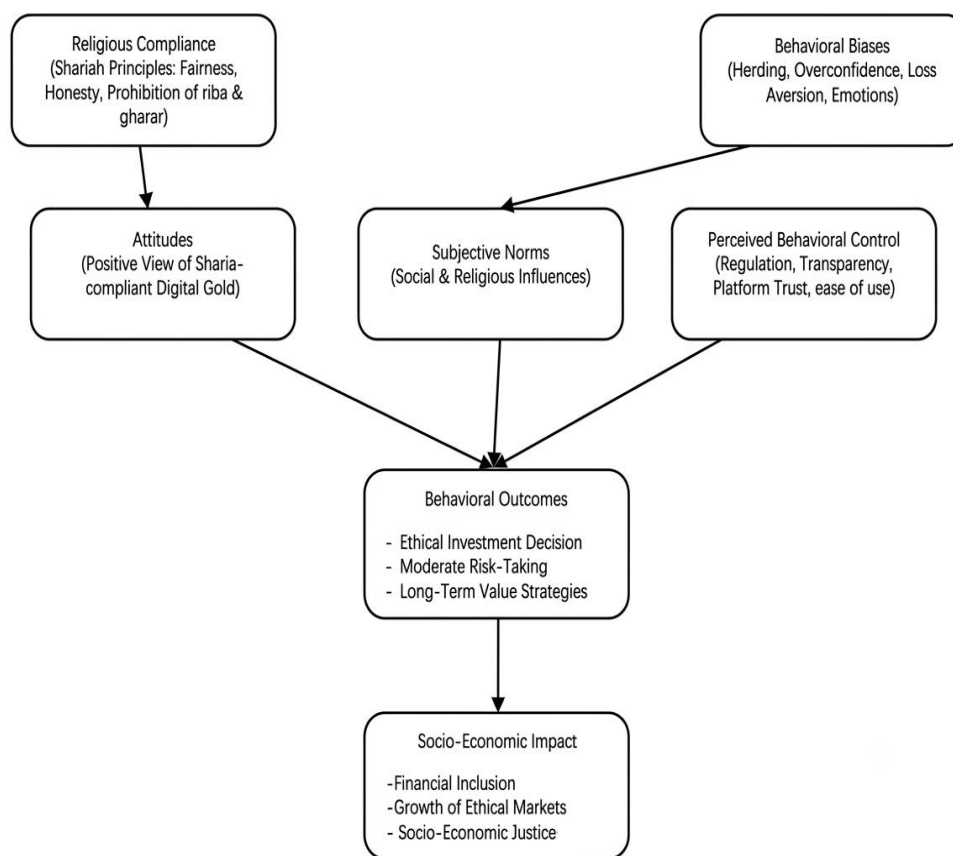 Religious Compliance
(Shariah Principles: Fairness,
Honesty, Prohibition of riba &
gharar)
Behavioral Biases
(Herding, Overconfidence, Loss
Aversion, Emotions)
Attitudes
(Positive View of Sharia-
compliant Digital Gold)
Subjective Norms
(Social & Religious Influences)
Perceived Behavioral Control
(Regulation, Transparency,
Platform Trust, ease of use)
Behavioral Outcomes
- Ethical Investment Decision
- Moderate Risk-Taking
- Long-Term Value Strategies
Socio-Economic Impact
-Financial Inclusion
-Growth of Ethical Markets
- Socio-Economic Justice